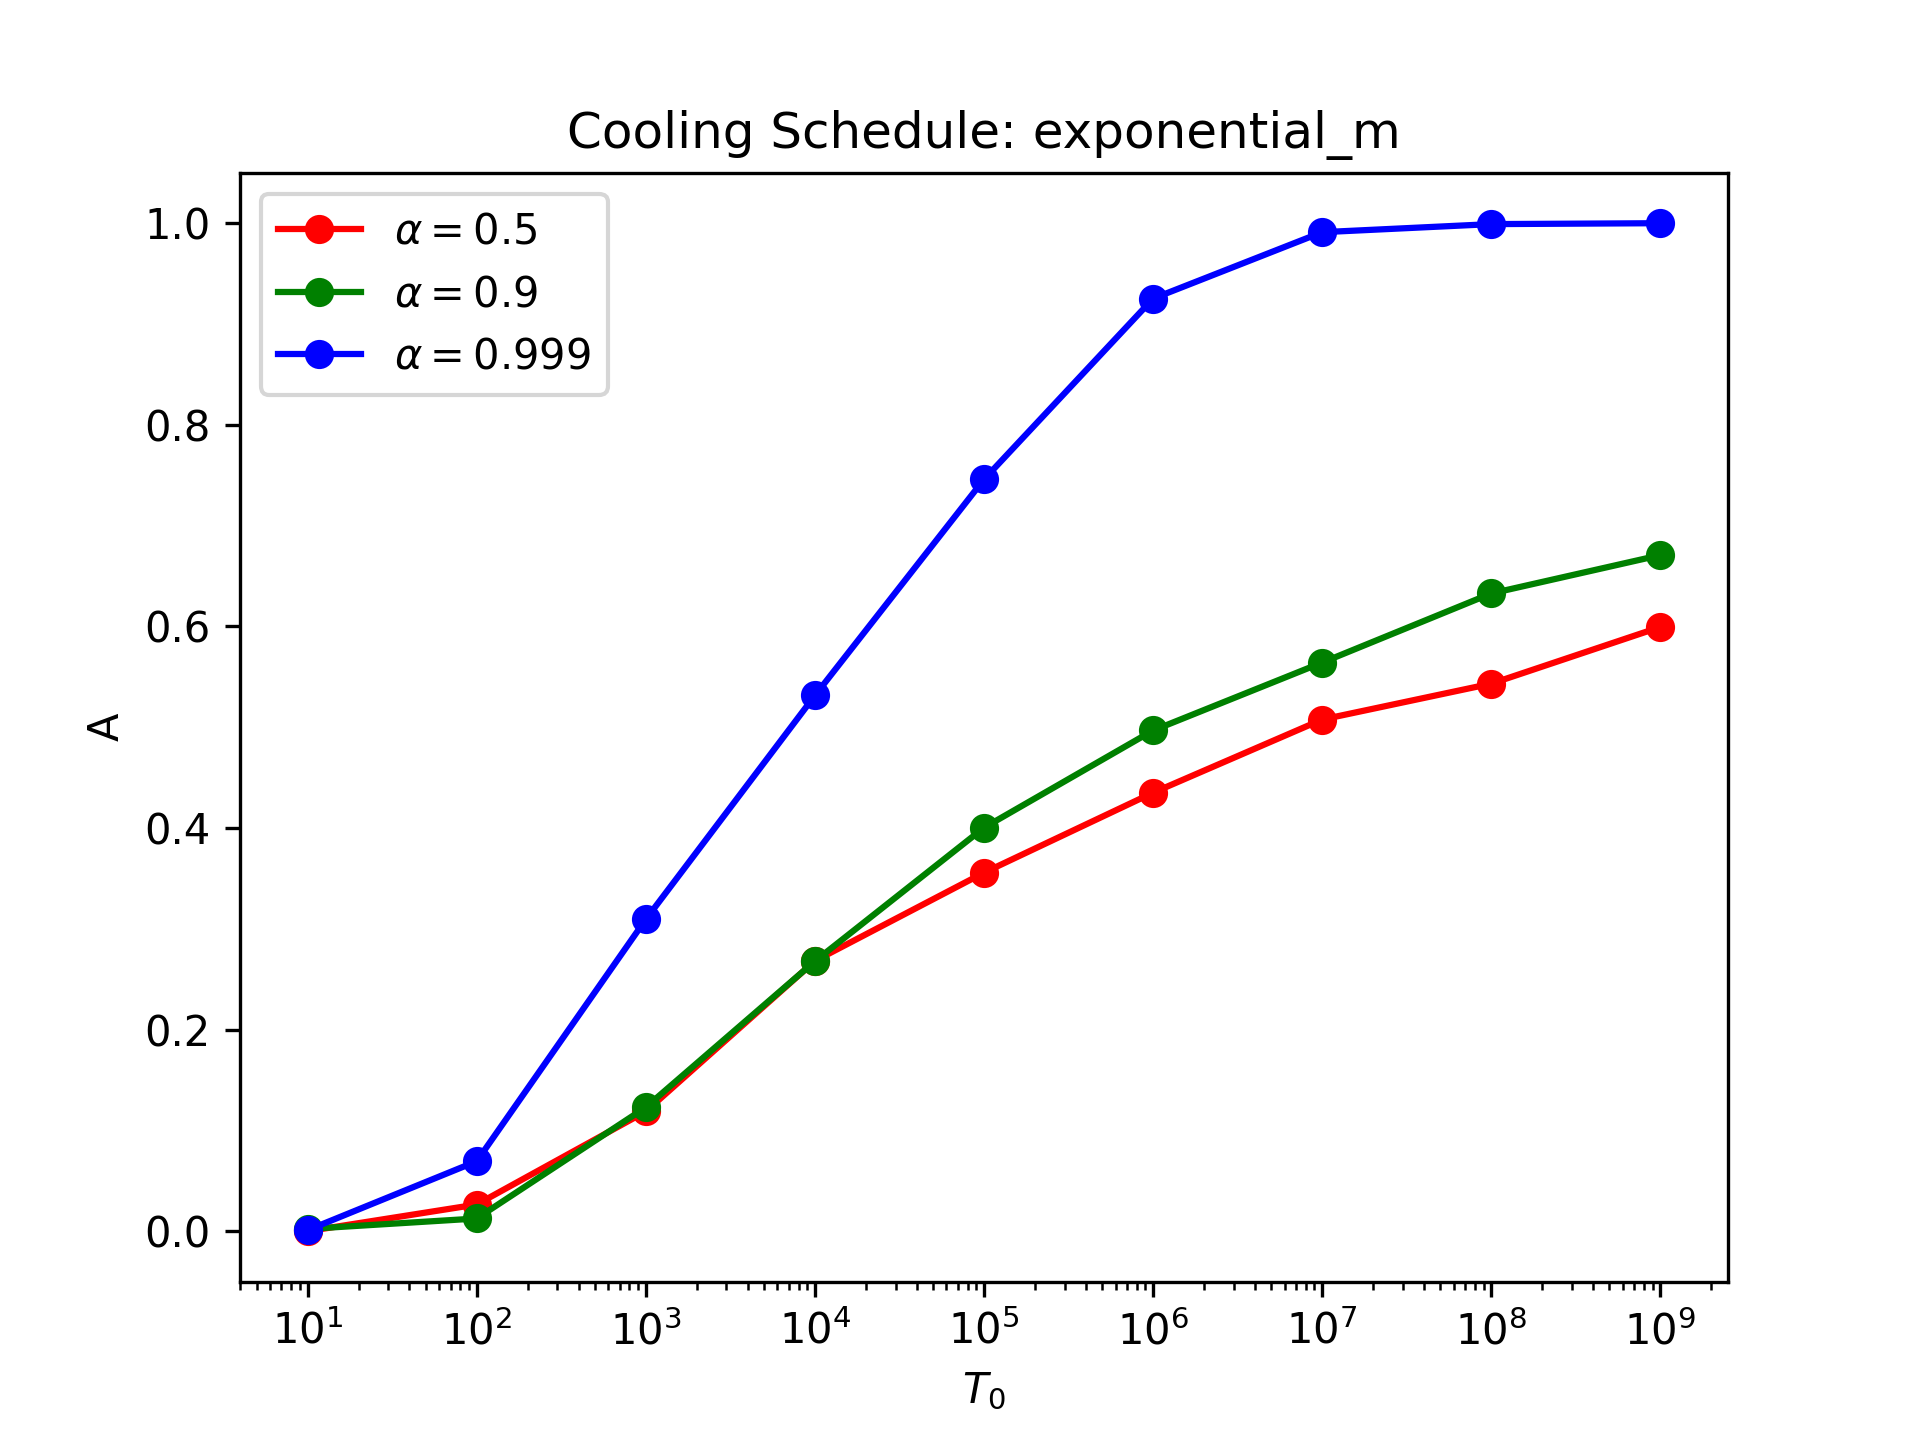 Cooling Schedule: exponential_m
α = 0.5
α = 0.9
α = 0.999
1.0
0.8
0.6
0.4
0.2
0.0
A
10¹ 10² 10³ 10⁴ 10⁵ 10⁶ 10⁷ 10⁸ 10⁹
T₀